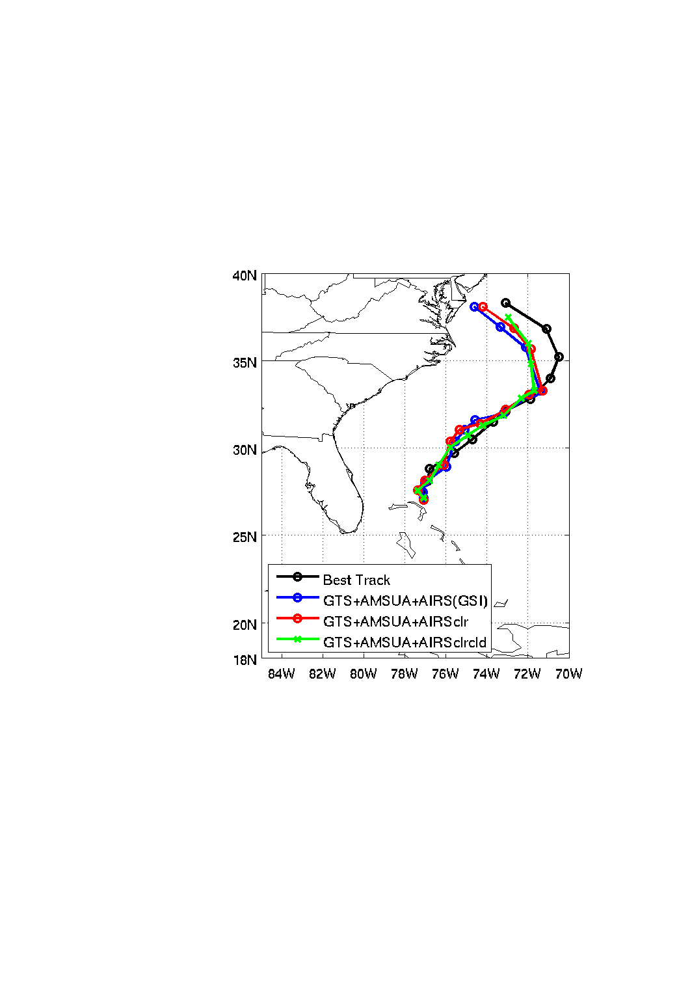 40N
35N
30N
25N
20N
18N
84W 82W 80W 78W 76W 74W 72W 70W
Best Track
GTS+AMSUA+AIRS(GSI)
GTS+AMSUA+AIRSclr
GTS+AMSUA+AIRSclrcld